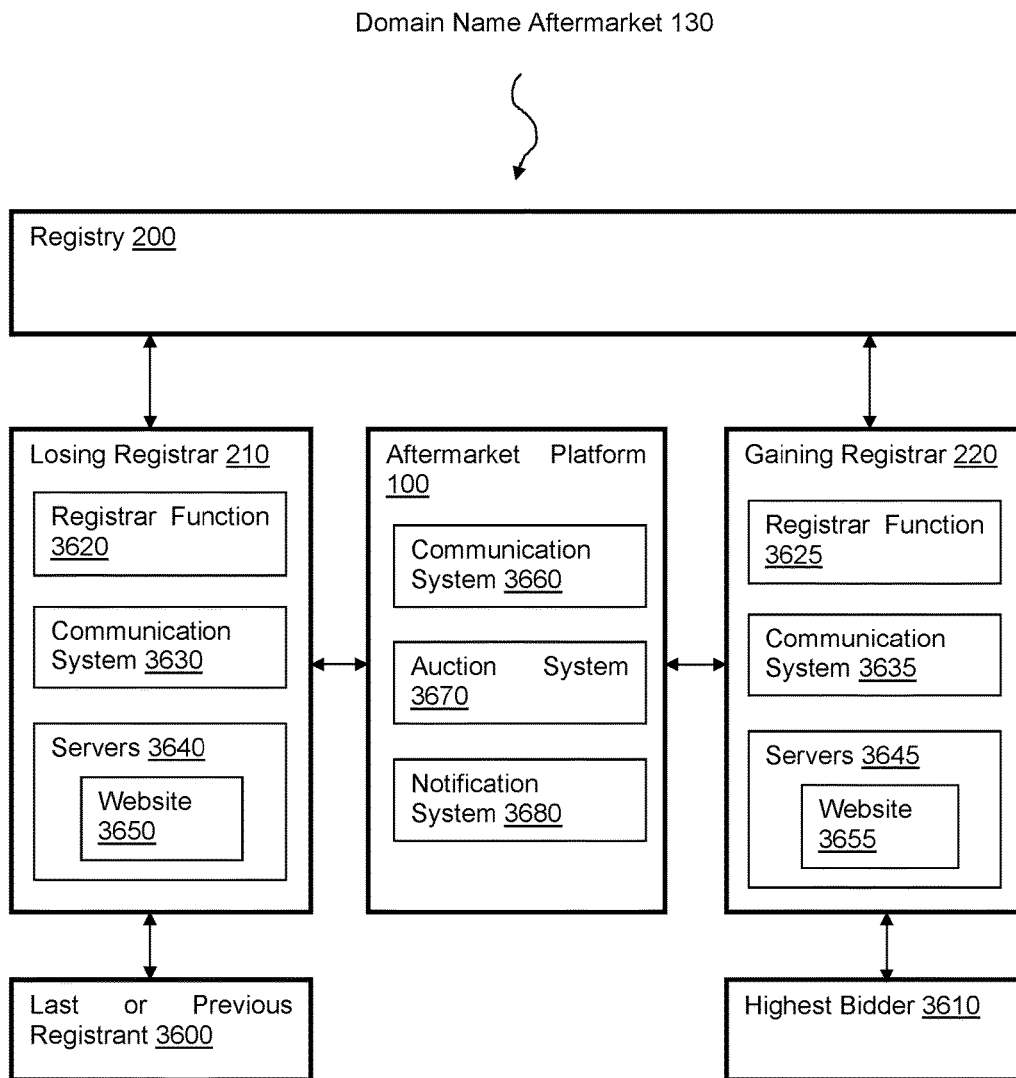 Domain Name Aftermarket 130
Registry 200
Losing Registrar 210
Registrar Function
3620
Communication
System 3630
Servers 3640
Website
3650
Aftermarket Platform
100
Communication
System 3660
Auction System
3670
Notification
System 3680
Gaining Registrar 220
Registrar Function
3625
Communication
System 3635
Servers 3645
Website
3655
Last or Previous
Registrant 3600
Highest Bidder 3610